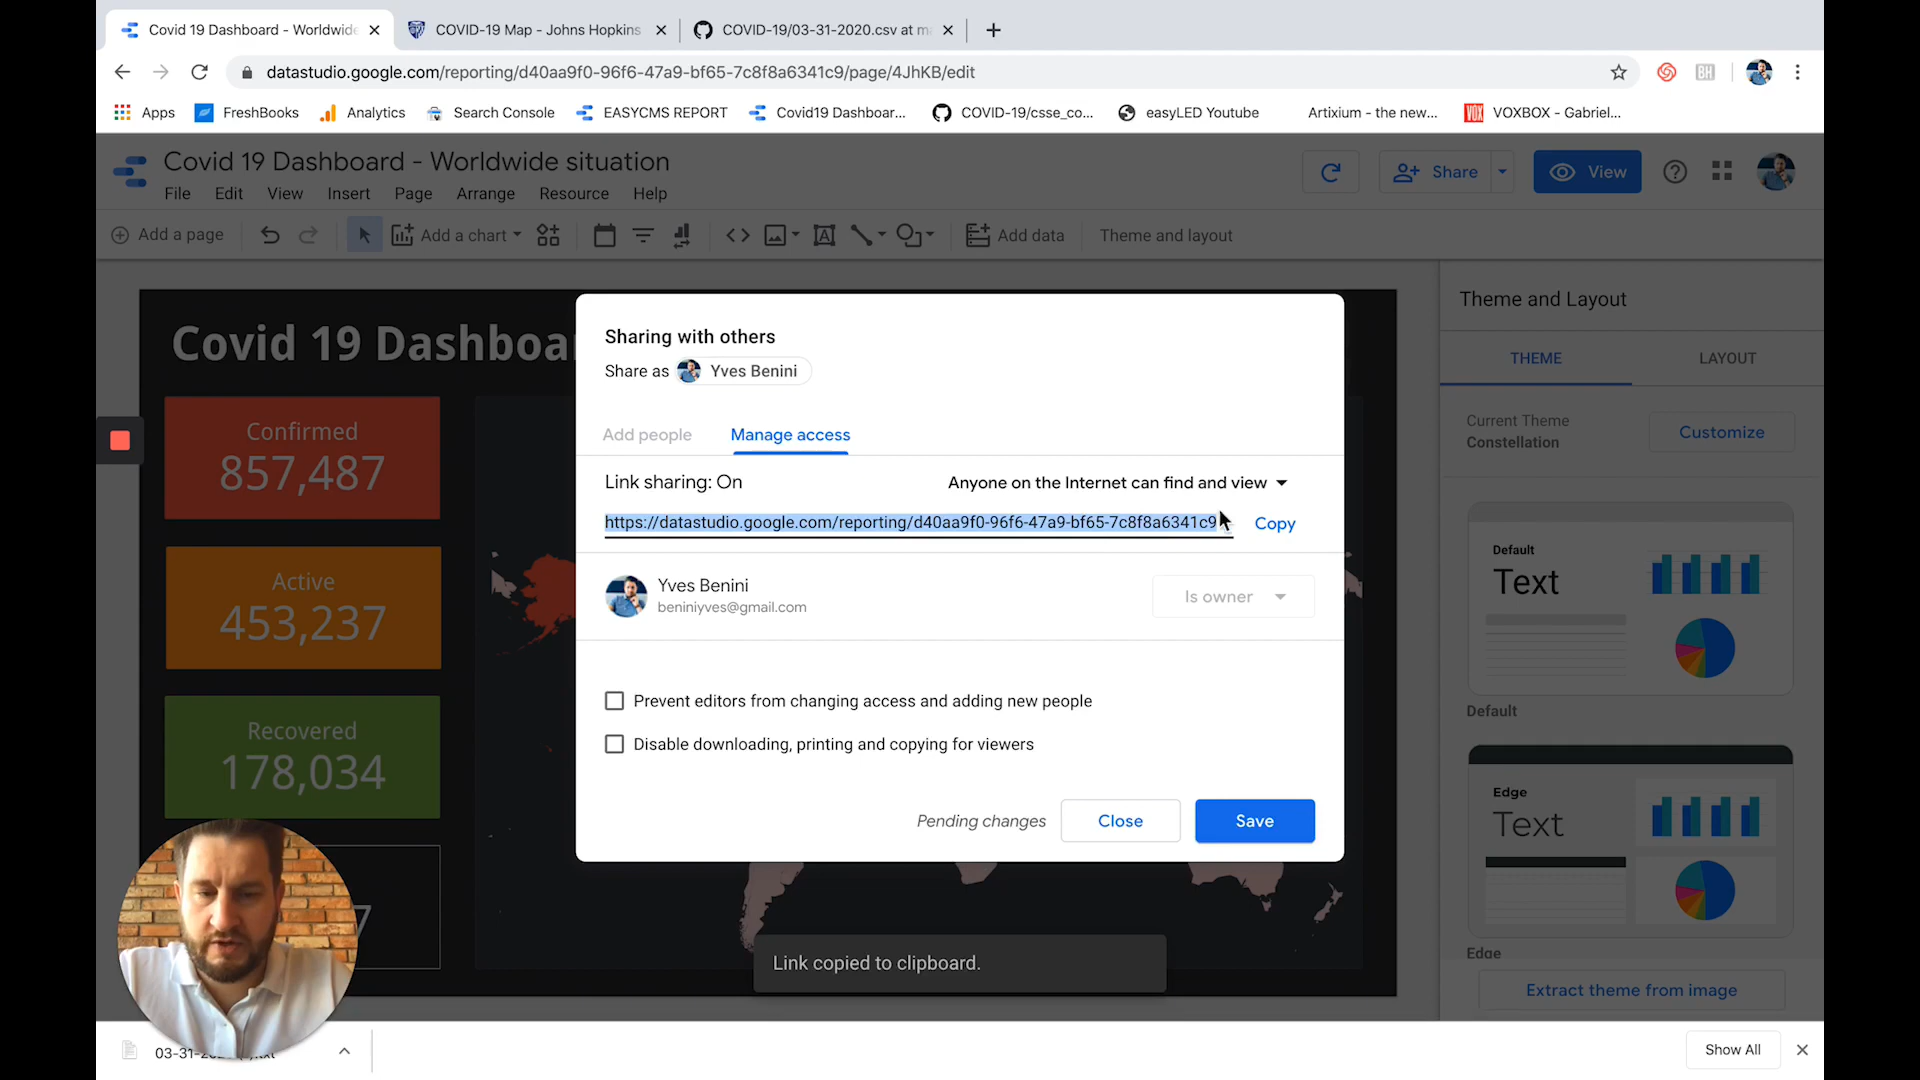 Covid 19 Dashboard - Worldwide
COVID-19 Map - Johns Hopkins
COVID-19/03-31-2020.csv at ma
datastudio.google.com/reporting/d40aa9f0-96f6-47a9-bf65-7c8f8a6341c9/page/4JhKB/edit
BH
Apps
FreshBooks
Analytics
Search Console
EASYCMS REPORT
Covid19 Dashboar...
COVID-19/csse_co...
easyLED Youtube
Artixium - the new...
VOX
VOXBOX - Gabriel...
Covid 19 Dashboard - Worldwide situation
File Edit View Insert Page Arrange Resource Help
Share
View
Add a page
Add a chart
Add data
Theme and layout
Covid 19 Dashboa
Confirmed
857,487
Active
453,237
Recovered
178,034
7
Sharing with others
Share as Yves Benini
Add people
Manage access
Link sharing: On
Anyone on the Internet can find and view
https://datastudio.google.com/reporting/d40aa9f0-96f6-47a9-bf65-7c8f8a6341c9
Copy
Yves Benini
beniniyves@gmail.com
Is owner
Prevent editors from changing access and adding new people
Disable downloading, printing and copying for viewers
Pending changes
Close
Save
Link copied to clipboard.
Theme and Layout
THEME
LAYOUT
Current Theme
Constellation
Customize
Default
Text
Default
Edge
Text
Edge
Extract theme from image
Show All